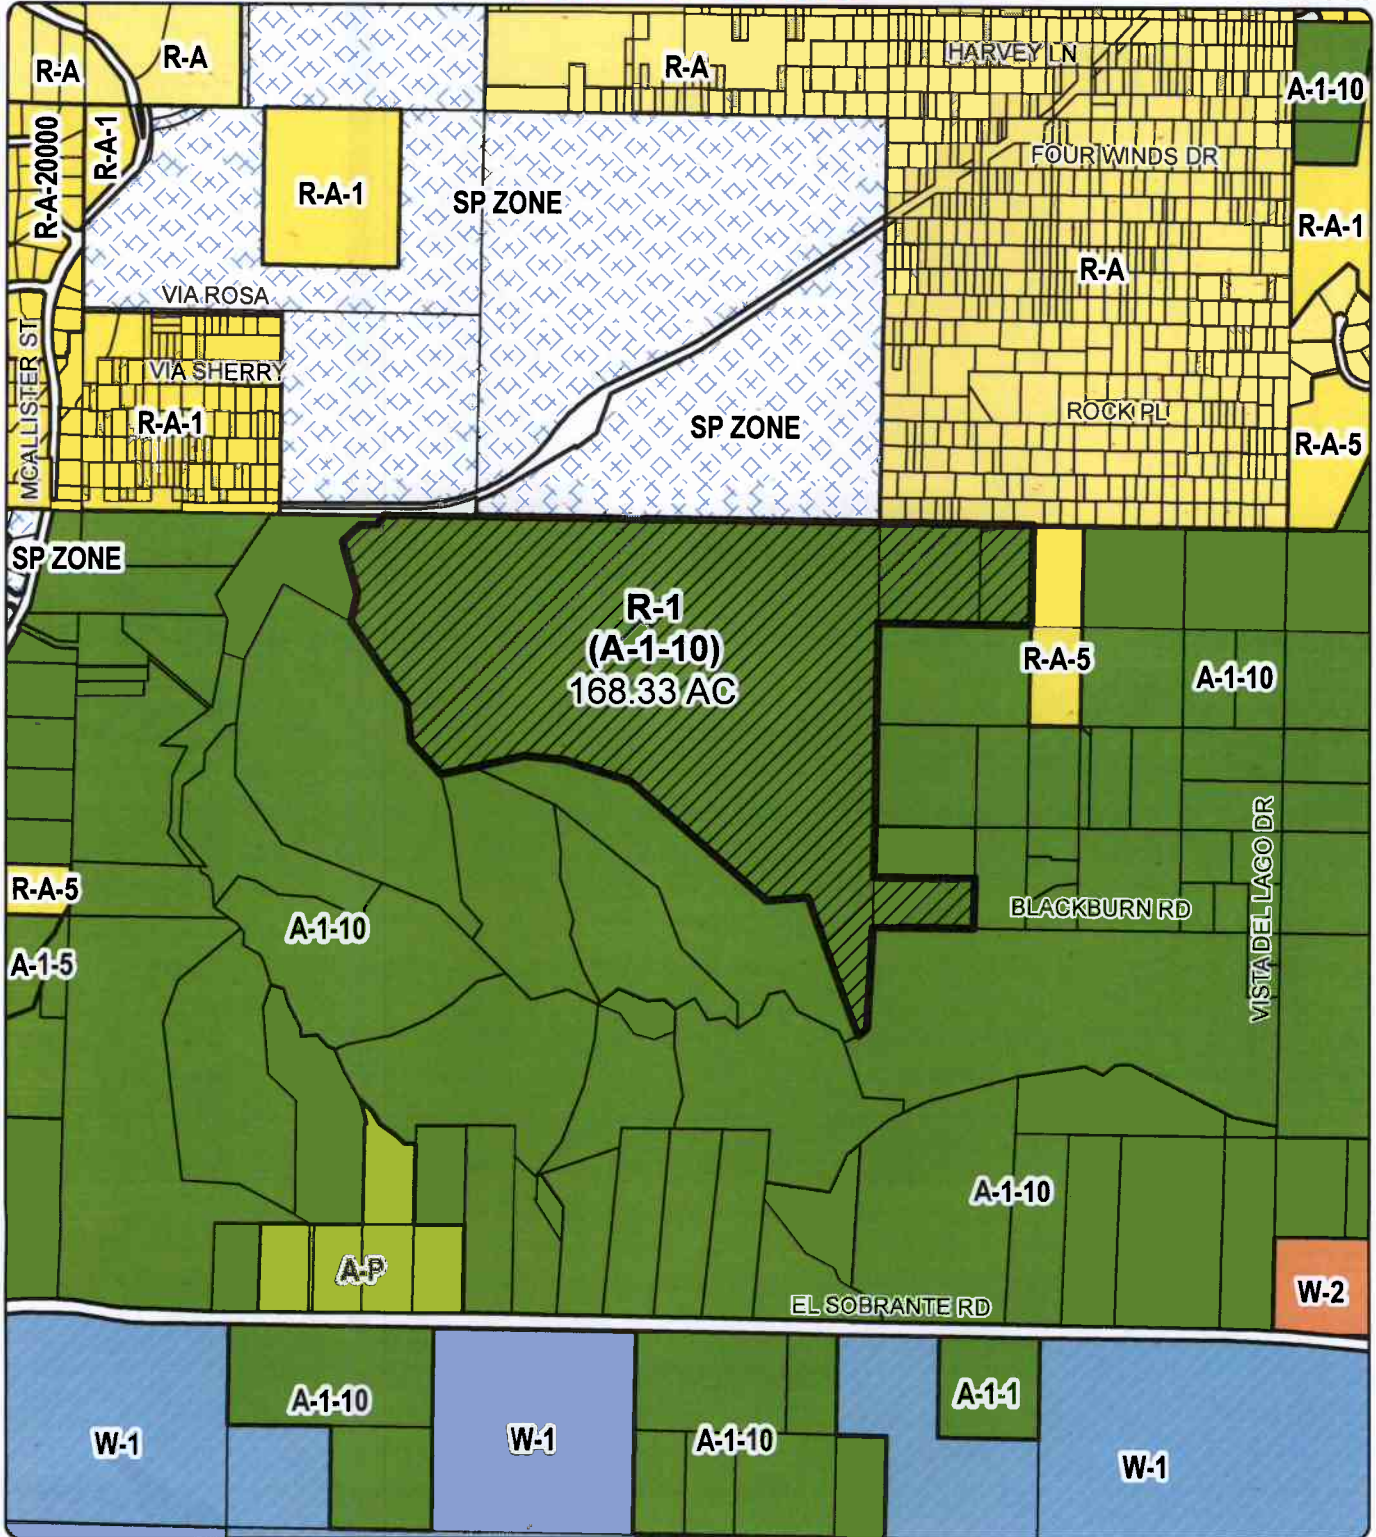 R-A
R-A
R-A
HARVEY LN
A-1-10
R-A-20000
R-A-1
FOUR WINDS DR
R-A-1
SP ZONE
R-A-1
R-A
VIA ROSA
MCALLISTER ST
VIA SHERRY
R-A-1
SP ZONE
ROCK PL
R-A-5
SP ZONE
R-1
(A-1-10)
168.33 AC
R-A-5
A-1-10
R-A-5
A-1-10
BLACKBURN RD
VISTA DEL LAGO DR
A-1-5
A-1-10
A-P
W-2
EL SOBRANTE RD
A-1-10
A-1-1
W-1
W-1
A-1-10
W-1